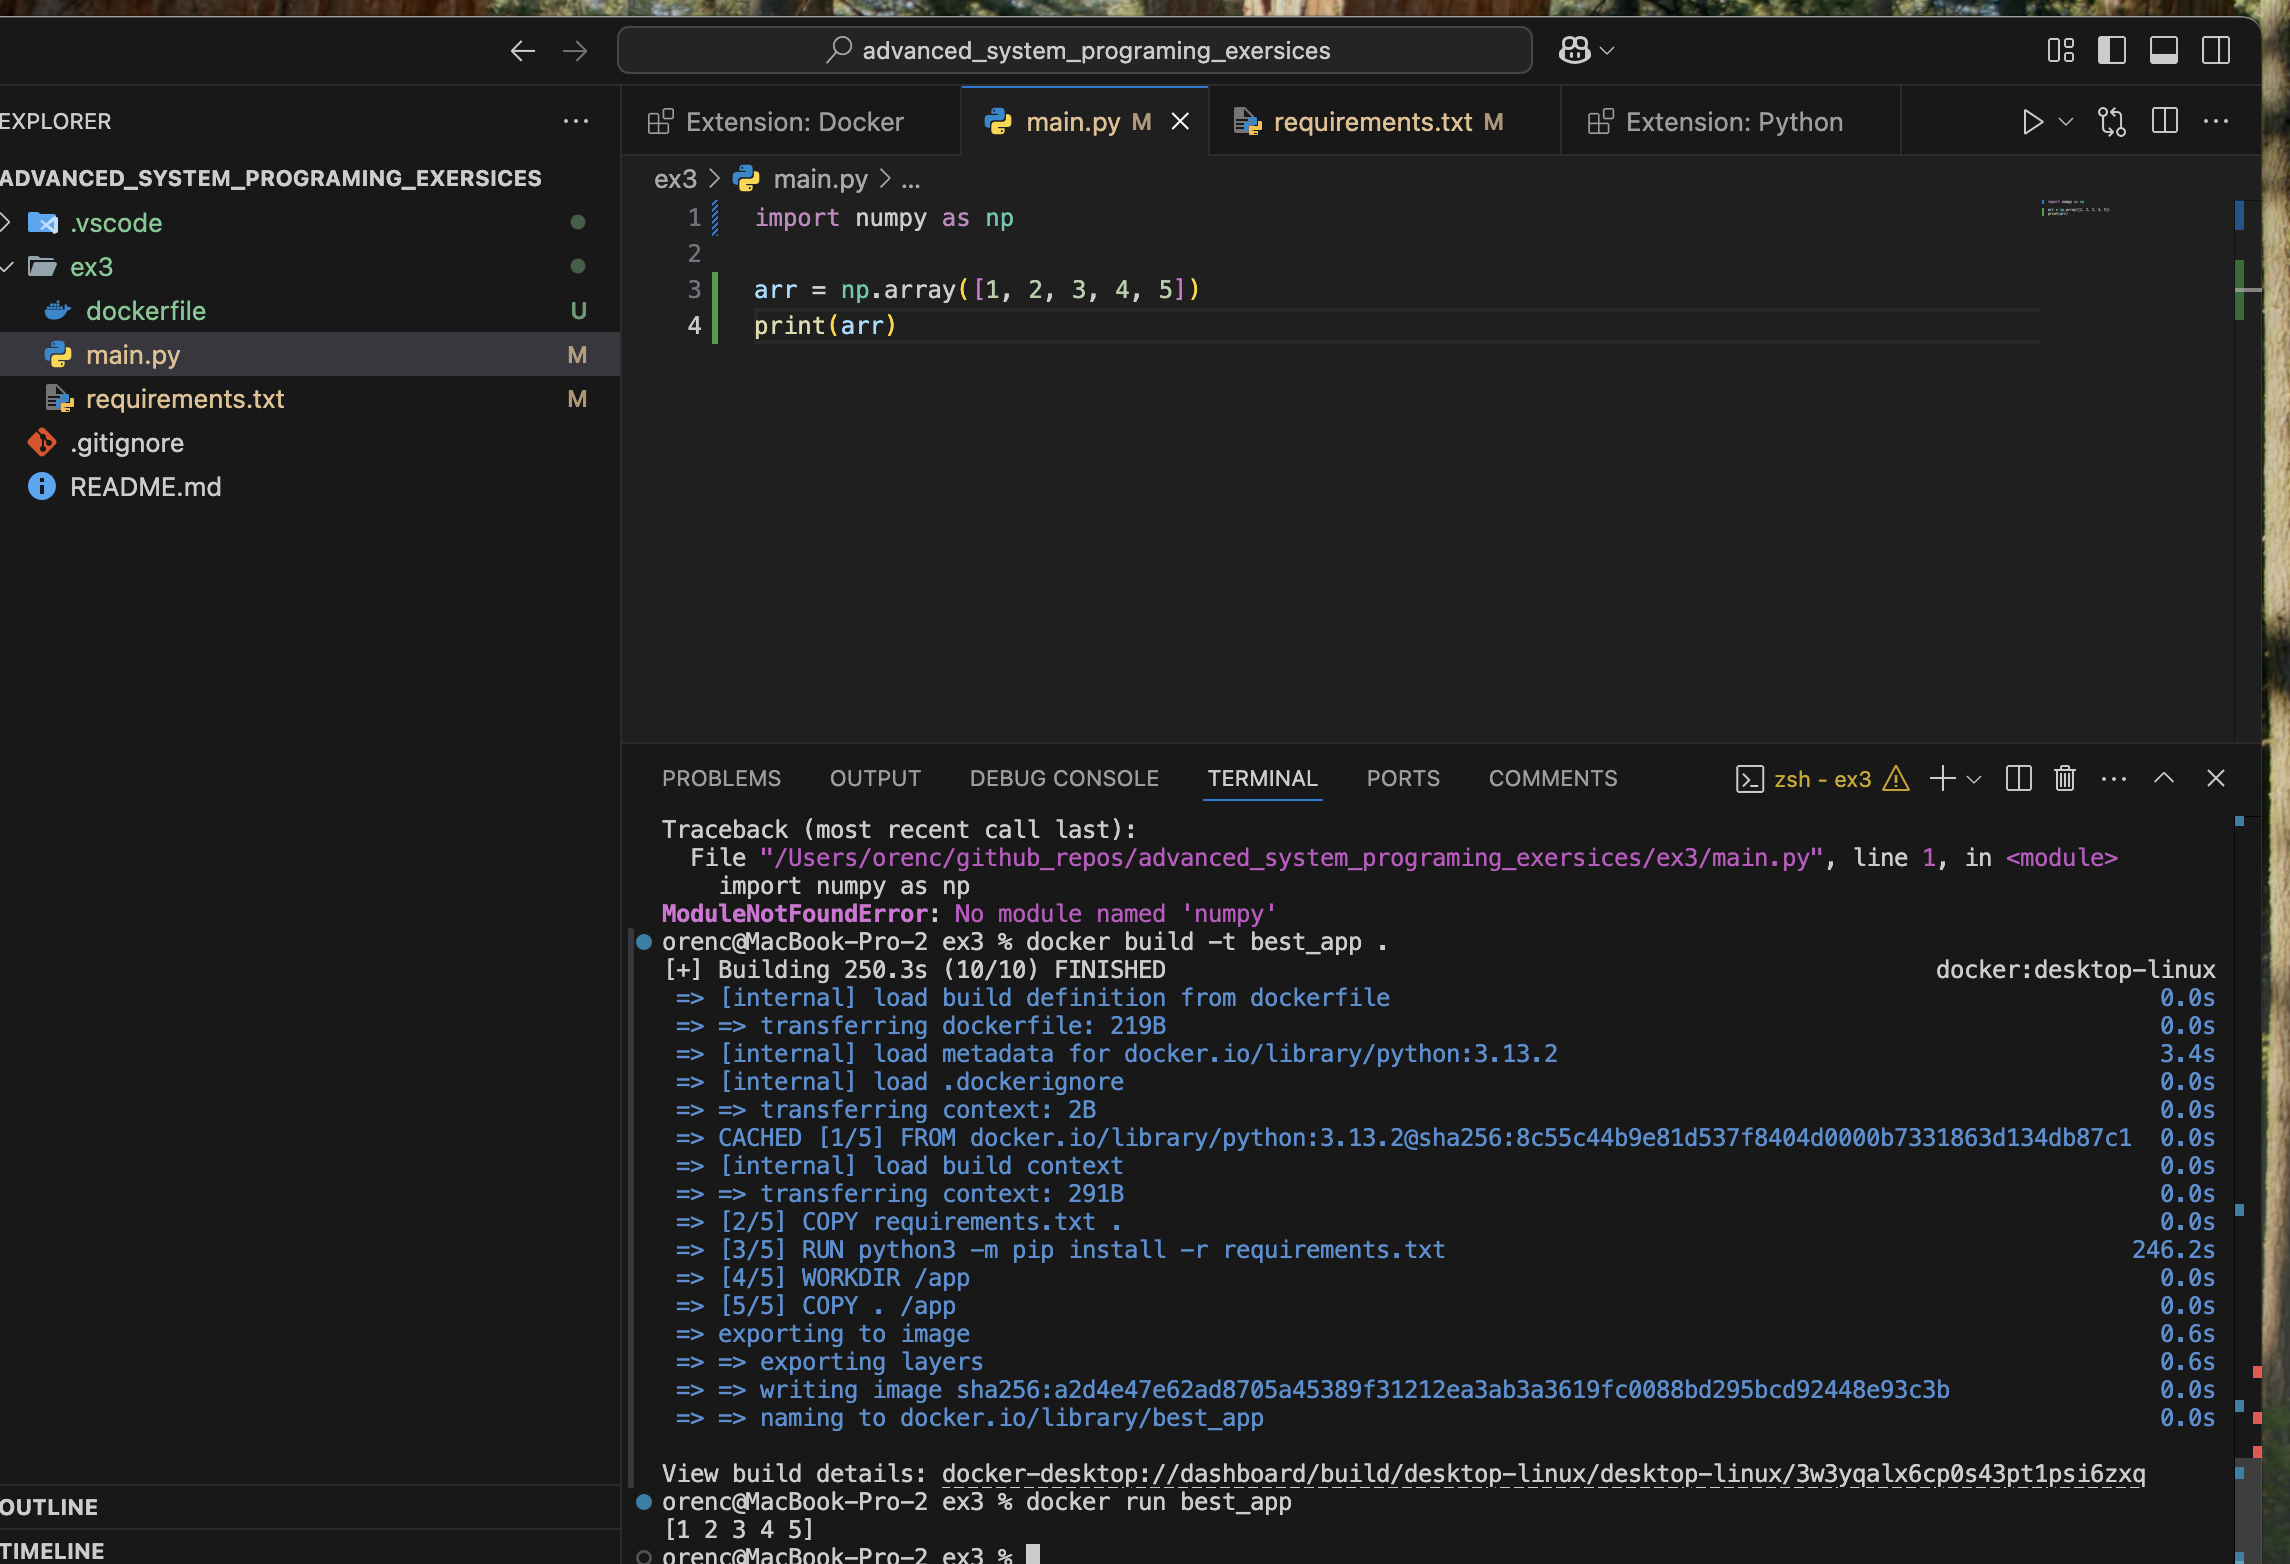 advanced_system_programing_exersices
EXPLORER
ADVANCED_SYSTEM_PROGRAMING_EXERSICES
.vscode
ex3
dockerfile U
main.py M
requirements.txt M
.gitignore
README.md
OUTLINE
TIMELINE
Extension: Docker
main.py M
requirements.txt M
Extension: Python
ex3 > main.py > ...
1 import numpy as np
2
3 arr = np.array([1, 2, 3, 4, 5])
4 print(arr)
PROBLEMS OUTPUT DEBUG CONSOLE TERMINAL PORTS COMMENTS
zsh - ex3
Traceback (most recent call last):
File "/Users/orenc/github_repos/advanced_system_programing_exersices/ex3/main.py", line 1, in <module>
import numpy as np
ModuleNotFoundError: No module named 'numpy'
orenc@MacBook-Pro-2 ex3 % docker build -t best_app .
[+] Building 250.3s (10/10) FINISHED docker:desktop-linux
=> [internal] load build definition from dockerfile 0.0s
=> => transferring dockerfile: 219B 0.0s
=> [internal] load metadata for docker.io/library/python:3.13.2 3.4s
=> [internal] load .dockerignore 0.0s
=> => transferring context: 2B 0.0s
=> CACHED [1/5] FROM docker.io/library/python:3.13.2@sha256:8c55c44b9e81d537f8404d0000b7331863d134db87c1 0.0s
=> [internal] load build context 0.0s
=> => transferring context: 291B 0.0s
=> [2/5] COPY requirements.txt . 0.0s
=> [3/5] RUN python3 -m pip install -r requirements.txt 246.2s
=> [4/5] WORKDIR /app 0.0s
=> [5/5] COPY . /app 0.0s
=> exporting to image 0.6s
=> => exporting layers 0.6s
=> => writing image sha256:a2d4e47e62ad8705a45389f31212ea3ab3a3619fc0088bd295bcd92448e93c3b 0.0s
=> => naming to docker.io/library/best_app 0.0s
View build details: docker-desktop://dashboard/build/desktop-linux/desktop-linux/3w3yqalx6cp0s43pt1psi6zxq
orenc@MacBook-Pro-2 ex3 % docker run best_app
[1 2 3 4 5]
orenc@MacBook-Pro-2 ex3 %